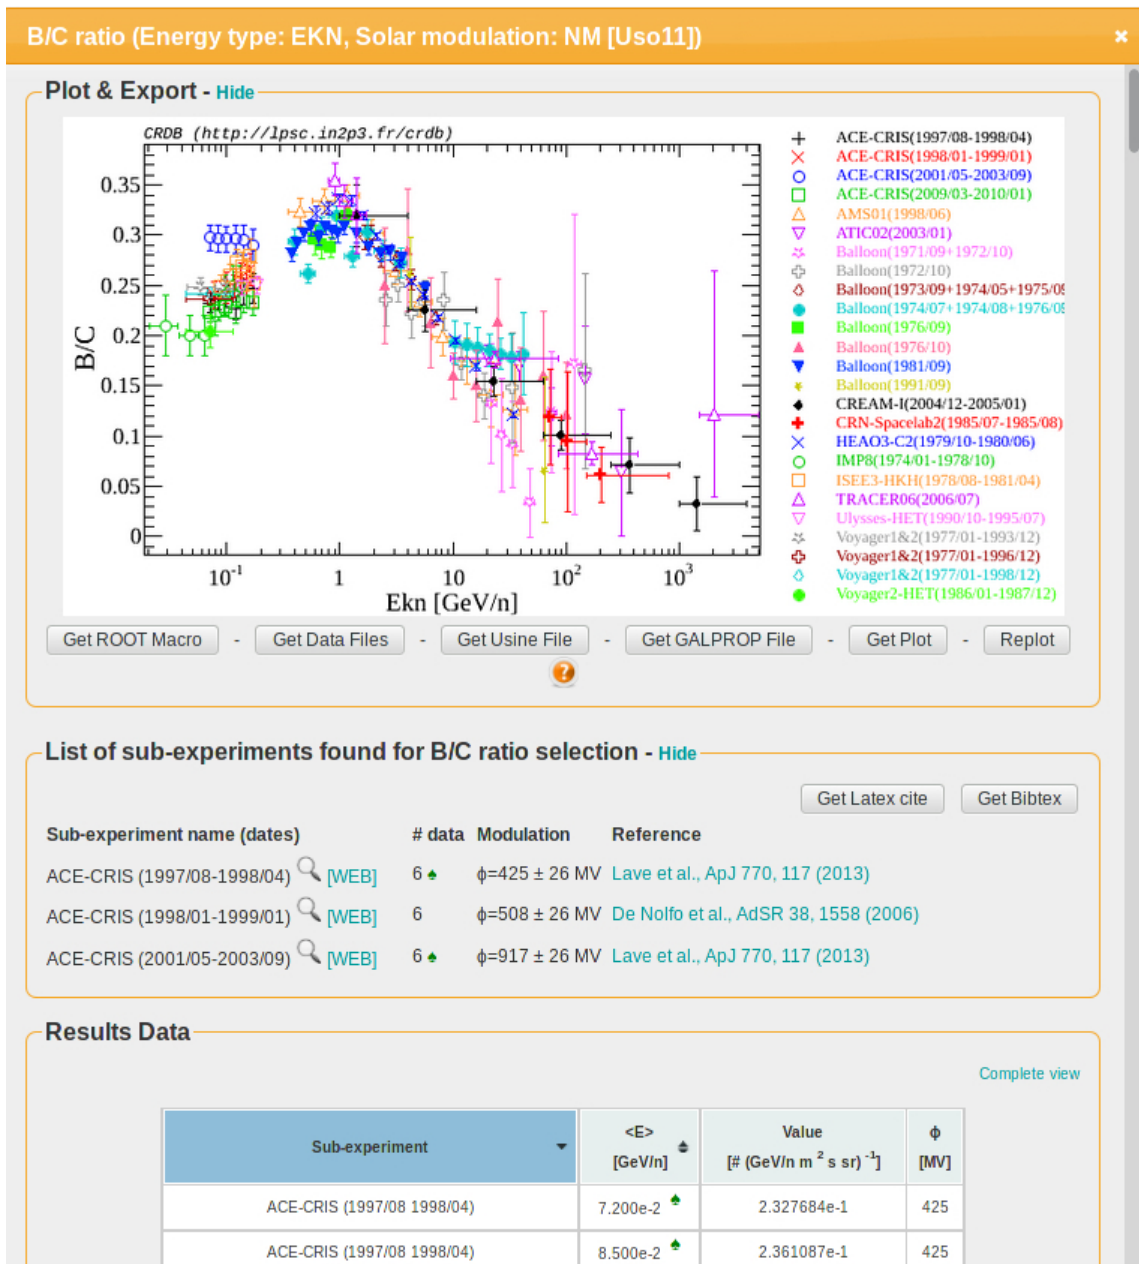 B/C ratio (Energy type: EKN, Solar modulation: NM [Uso11])
×
Plot & Export - Hide
CRDB (http://lpsc.in2p3.fr/crdb)
B/C
0.35
0.3
0.25
0.2
0.15
0.1
0.05
0
10-1
1
10
102
103
Ekn [GeV/n]
ACE-CRIS(1997/08-1998/04)
ACE-CRIS(1998/01-1999/01)
ACE-CRIS(2001/05-2003/09)
ACE-CRIS(2009/03-2010/01)
AMS01(1998/06)
ATIC02(2003/01)
Balloon(1971/09+1972/10)
Balloon(1972/10)
Balloon(1973/09+1974/05+1975/0
Balloon(1974/07+1974/08+1976/0
Balloon(1976/09)
Balloon(1976/10)
Balloon(1981/09)
Balloon(1991/09)
CREAM-I(2004/12-2005/01)
CRN-Spacelab2(1985/07-1985/08)
HEAO3-C2(1979/10-1980/06)
IMP8(1974/01-1978/10)
ISEE3-HKH(1978/08-1981/04)
TRACER06(2006/07)
Ulysses-HET(1990/10-1995/07)
Voyager1&2(1977/01-1993/12)
Voyager1&2(1977/01-1996/12)
Voyager1&2(1977/01-1998/12)
Voyager2-HET(1986/01-1987/12)
Get ROOT Macro - Get Data Files - Get Usine File - Get GALPROP File - Get Plot - Replot
?
List of sub-experiments found for B/C ratio selection - Hide
Get Latex cite Get Bibtex
Sub-experiment name (dates) # data Modulation Reference
ACE-CRIS (1997/08-1998/04) [WEB] 6 ♠ ϕ=425 ± 26 MV Lave et al., ApJ 770, 117 (2013)
ACE-CRIS (1998/01-1999/01) [WEB] 6 ϕ=508 ± 26 MV De Nolfo et al., AdSR 38, 1558 (2006)
ACE-CRIS (2001/05-2003/09) [WEB] 6 ♠ ϕ=917 ± 26 MV Lave et al., ApJ 770, 117 (2013)
Results Data
Complete view
Sub-experiment <E> [GeV/n] Value [# (GeV/n m 2 s sr) -1] ϕ [MV]
ACE-CRIS (1997/08 1998/04) 7.200e-2 ♠ 2.327684e-1 425
ACE-CRIS (1997/08 1998/04) 8.500e-2 ♠ 2.361087e-1 425